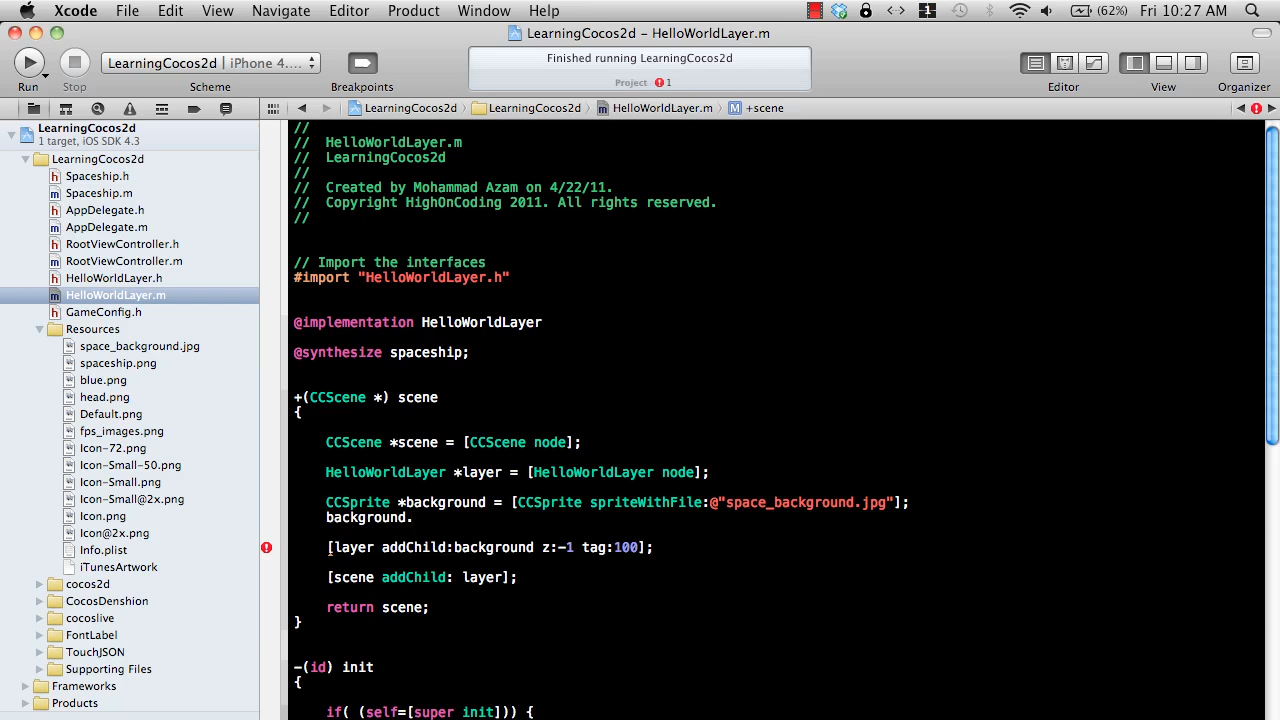 Xcode File Edit View Navigate Editor Product Window Help 1 (62%) Fri 10:27 AM
LearningCocos2d – HelloWorldLayer.m
LearningCocos2d | iPhone 4....
Finished running LearningCocos2d
Project 1
Run Stop Scheme Breakpoints Editor View Organizer
LearningCocos2d LearningCocos2d HelloWorldLayer.m +scene
LearningCocos2d
1 target, iOS SDK 4.3
LearningCocos2d
Spaceship.h
Spaceship.m
AppDelegate.h
AppDelegate.m
RootViewController.h
RootViewController.m
HelloWorldLayer.h
HelloWorldLayer.m
GameConfig.h
Resources
space_background.jpg
spaceship.png
blue.png
head.png
Default.png
fps_images.png
Icon-72.png
Icon-Small-50.png
Icon-Small.png
Icon-Small@2x.png
Icon.png
Icon@2x.png
Info.plist
iTunesArtwork
cocos2d
CocosDenshion
cocoslive
FontLabel
TouchJSON
Supporting Files
Frameworks
Products
//
// HelloWorldLayer.m
// LearningCocos2d
//
// Created by Mohammad Azam on 4/22/11.
// Copyright HighOnCoding 2011. All rights reserved.
//
// Import the interfaces
#import "HelloWorldLayer.h"
@implementation HelloWorldLayer
@synthesize spaceship;
+(CCScene *) scene
{
CCScene *scene = [CCScene node];
HelloWorldLayer *layer = [HelloWorldLayer node];
CCSprite *background = [CCSprite spriteWithFile:@"space_background.jpg"];
background.
[layer addChild:background z:-1 tag:100];
[scene addChild: layer];
return scene;
}
-(id) init
{
if( (self=[super init])) {